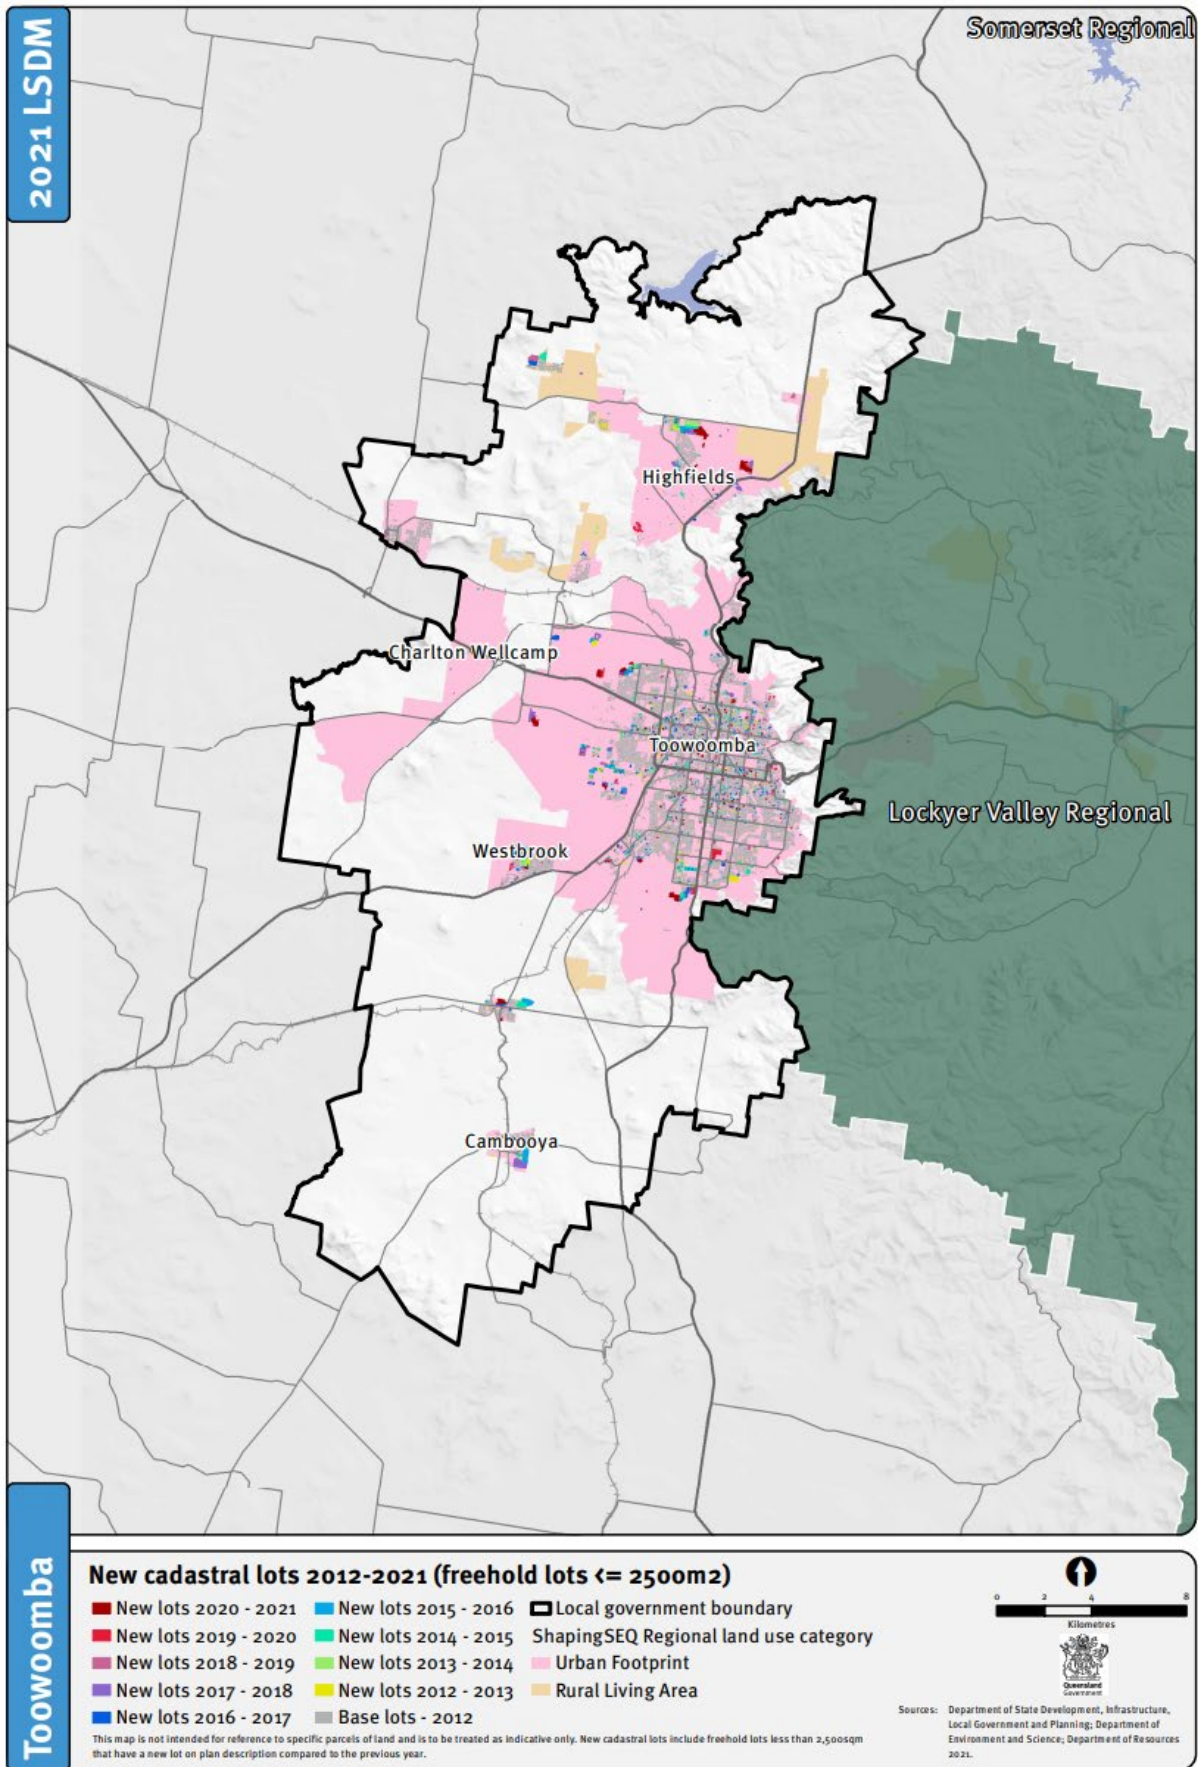 2021 LSDM
Somerset Regional
Highfields
Charlton Wellcamp
Toowoomba
Lockyer Valley Regional
Westbrook
Cambooya
Toowoomba
New cadastral lots 2012-2021 (freehold lots <= 2500m2)
New lots 2020 - 2021
New lots 2019 - 2020
New lots 2018 - 2019
New lots 2017 - 2018
New lots 2016 - 2017
New lots 2015 - 2016
New lots 2014 - 2015
New lots 2013 - 2014
New lots 2012 - 2013
Base lots - 2012
Local government boundary
ShapingSEQ Regional land use category
Urban Footprint
Rural Living Area
This map is not intended for reference to specific parcels of land and is to be treated as indicative only. New cadastral lots include freehold lots less than 2,500sqm
that have a new lot on plan description compared to the previous year.
0 2 4 8
Kilometres
Queensland
Government
Sources: Department of State Development, Infrastructure,
Local Government and Planning; Department of
Environment and Science; Department of Resources
2021.